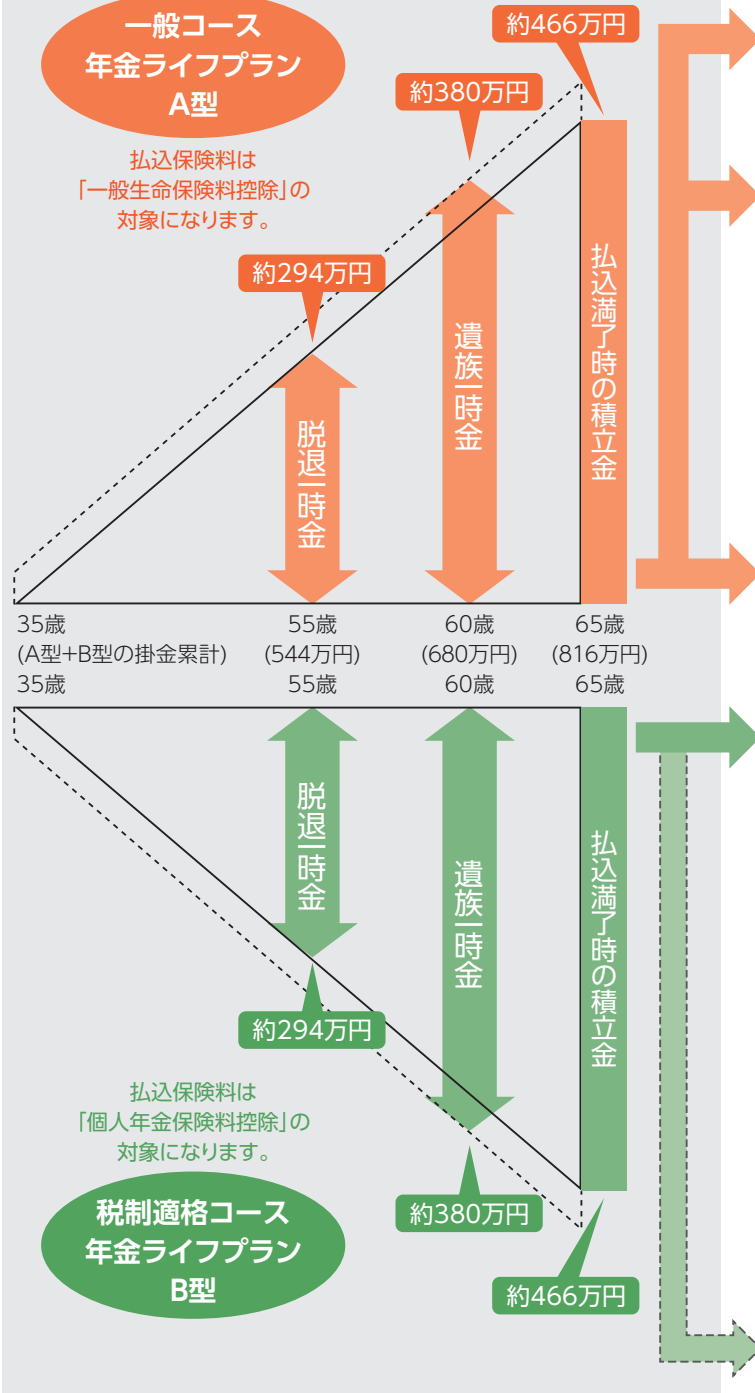 一般コース
年金ライフプラン
A型
払込保険料は
「一般生命保険料控除」の
対象になります。
約466万円
約380万円
約294万円
脱退一時金
遺族一時金
払込満了時の積立金
35歳 55歳 60歳 65歳
(A型+B型の掛金累計) (544万円) (680万円) (816万円)
35歳 55歳 60歳 65歳
脱退一時金
遺族一時金
払込満了時の積立金
約294万円
約380万円
約466万円
払込保険料は
「個人年金保険料控除」の
対象になります。
税制適格コース
年金ライフプラン
B型